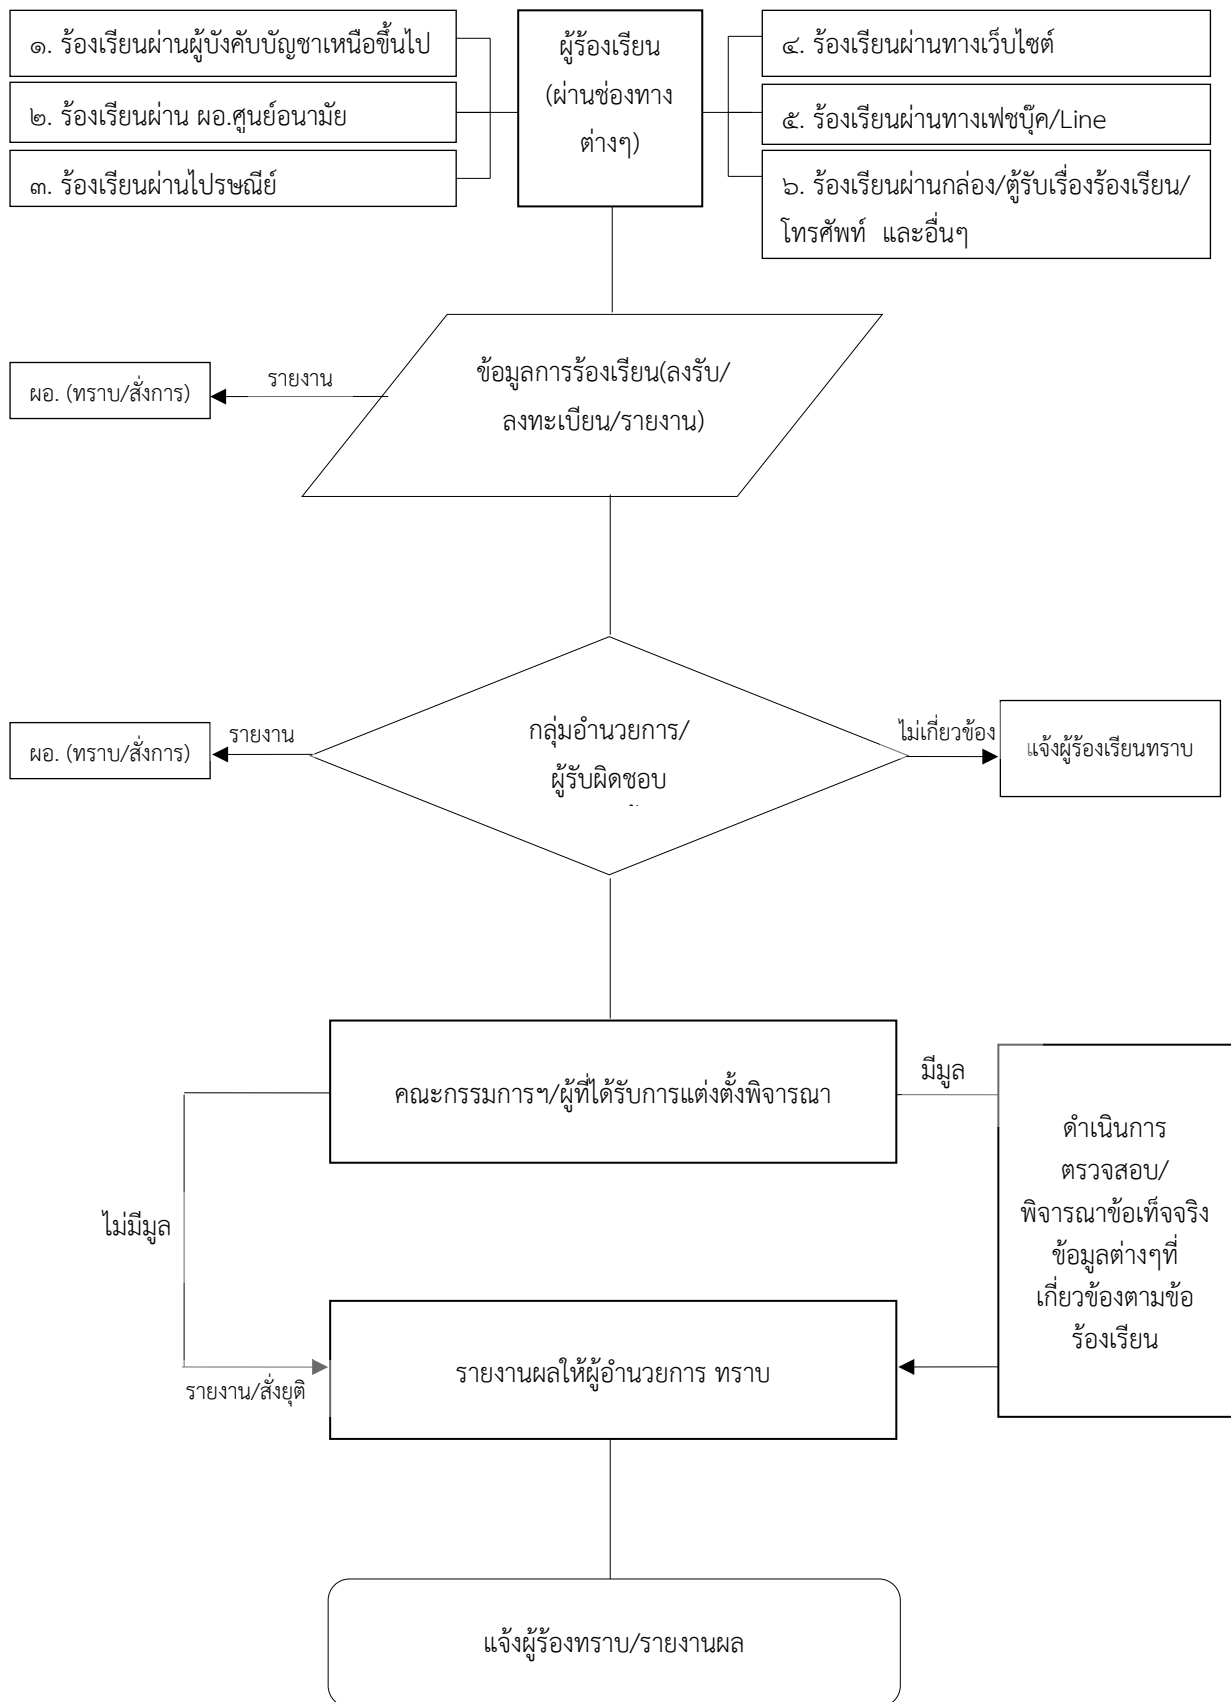 ๑. ร้องเรียนผ่านผู้บังคับบัญชาเหนือขึ้นไป
๒. ร้องเรียนผ่าน ผอ.ศูนย์อนามัย
๓. ร้องเรียนผ่านไปรษณีย์
ผู้ร้องเรียน
(ผ่านช่องทาง
ต่างๆ)
๔. ร้องเรียนผ่านทางเว็บไซต์
๕. ร้องเรียนผ่านทางเฟซบุ๊ค/Line
๖. ร้องเรียนผ่านกล่อง/ตู้รับเรื่องร้องเรียน/
โทรศัพท์ และอื่นๆ
ผอ. (ทราบ/สั่งการ)
รายงาน
ข้อมูลการร้องเรียน(ลงรับ/
ลงทะเบียน/รายงาน)
ผอ. (ทราบ/สั่งการ)
รายงาน
กลุ่มอำนวยการ/
ผู้รับผิดชอบ
ไม่เกี่ยวข้อง
แจ้งผู้ร้องเรียนทราบ
คณะกรรมการฯ/ผู้ที่ได้รับการแต่งตั้งพิจารณา
มีมูล
ดำเนินการ
ตรวจสอบ/
พิจารณาข้อเท็จจริง
ข้อมูลต่างๆที่
เกี่ยวข้องตามข้อ
ร้องเรียน
ไม่มีมูล
รายงาน/สั่งยุติ
รายงานผลให้ผู้อำนวยการ ทราบ
แจ้งผู้ร้องทราบ/รายงานผล